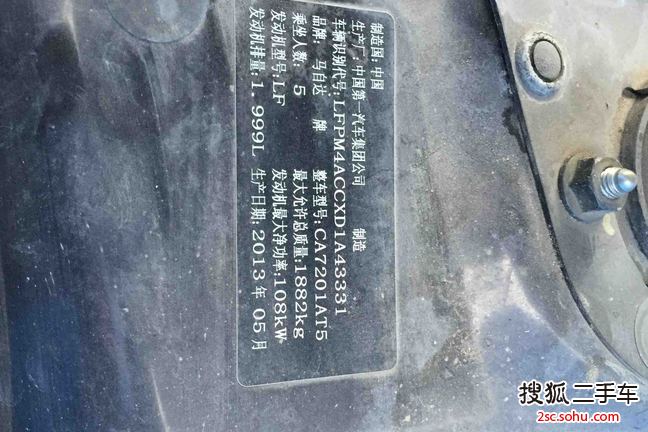 制造国: 中国
生产厂: 中国第一汽车集团公司 制造
车辆识别代号: LFPM4ACCXD1A43331
品牌: 马自达 牌 整车型号: CA7201AT5
乘坐人数: 5 最大允许总质量: 1882kg
发动机型号: LF 发动机最大净功率: 108kW
发动机排量: 1.999L 生产日期: 2013 年 05 月
搜狐二手车
2sc.sohu.com